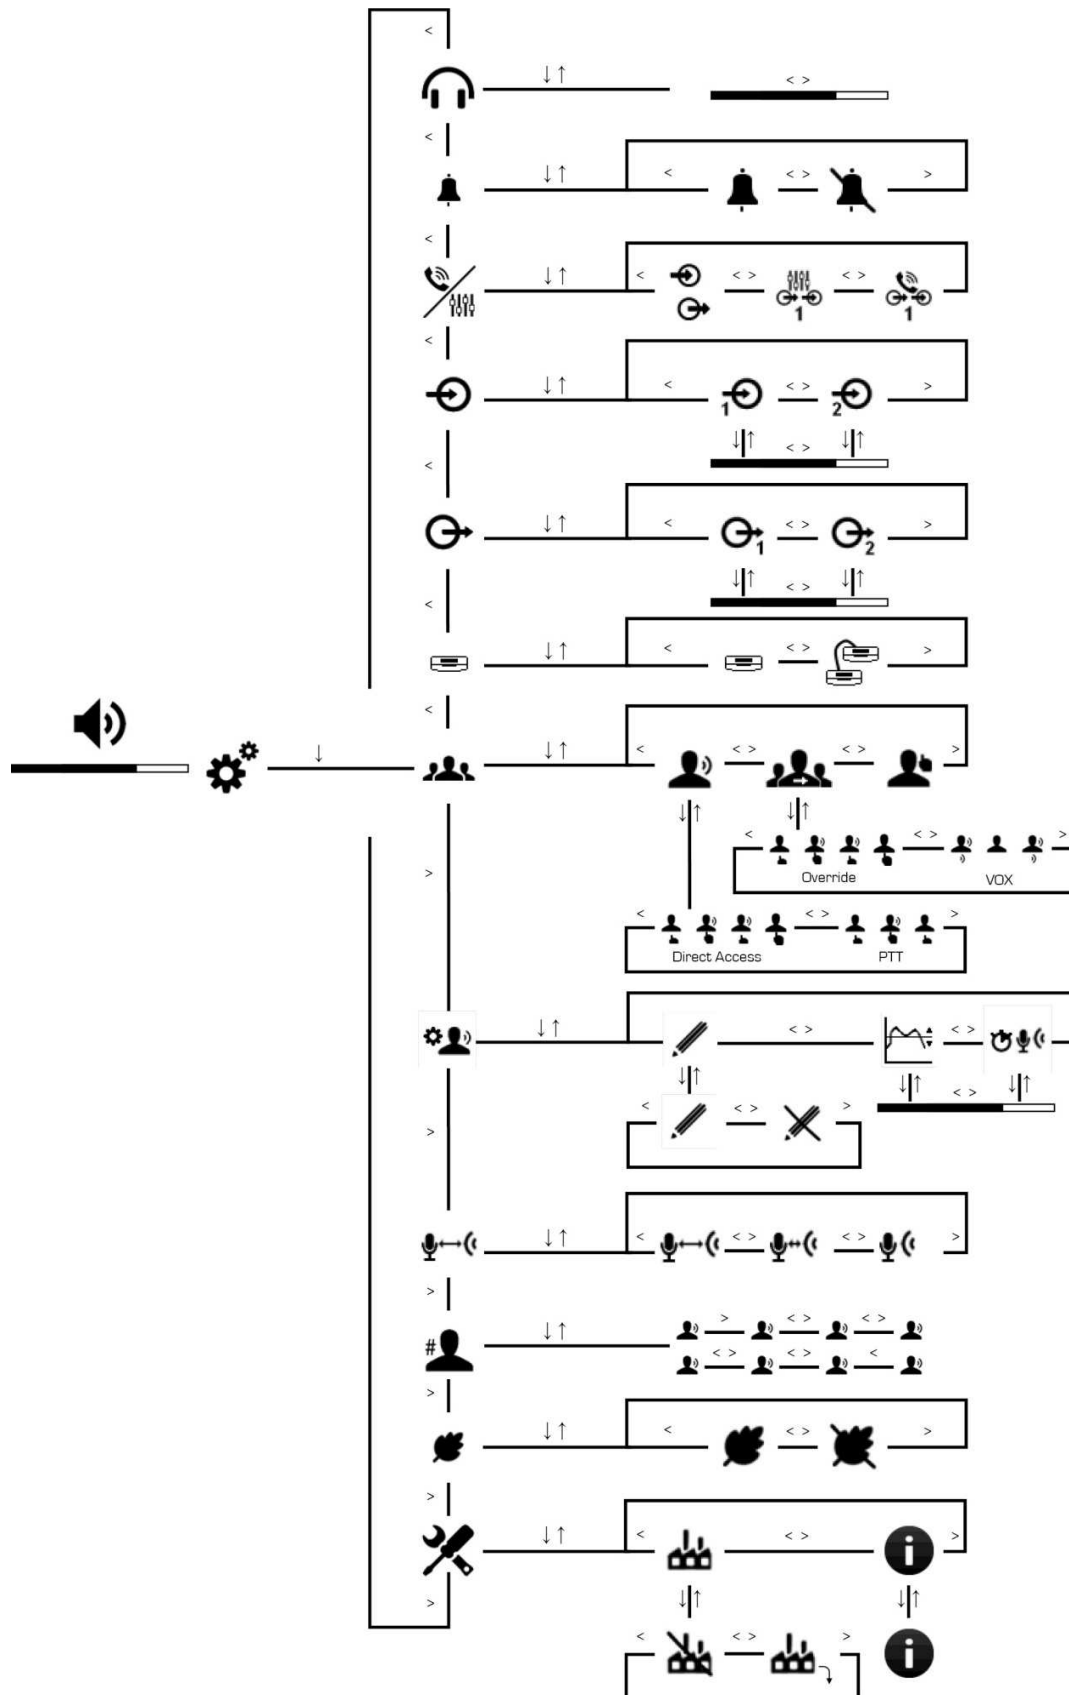 <
↓↑ < >
<
↓↑ < < > >
<
↓↑ < < > < >
1 1
<
↓↑ < < > >
1 2
↓↑ ↓↑
< < >
↓↑ < < > >
1 2
↓↑ ↓↑
< < >
↓↑ < < > >
<
↓ ↓↑ < < > < > >
↓↑ ↓↑
< < > >
Override VOX
>
< < > >
Direct Access PTT
↓↑ < > < >
↓↑ ↓↑ ↓↑
< >
> < < > >
↓↑ < < > < > >
>
↓↑ > < > < >
#
< > < > <
>
↓↑ < < > >
>
↓↑ < < > >
i
>
↓↑ ↓↑
< < > >
i